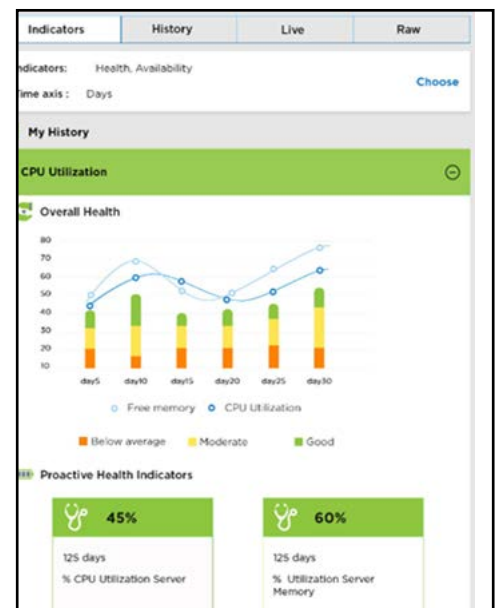 Indicators History Live Raw
ndicators: Health, Availability
Choose
Time axis : Days
My History
CPU Utilization
Overall Health
80
70
60
50
40
30
20
10
day5 day10 day15 day20 day25 day30
Free memory CPU Utilization
Below average Moderate Good
Proactive Health Indicators
45% 60%
125 days 125 days
% CPU Utilization Server % Utilization Server
Memory